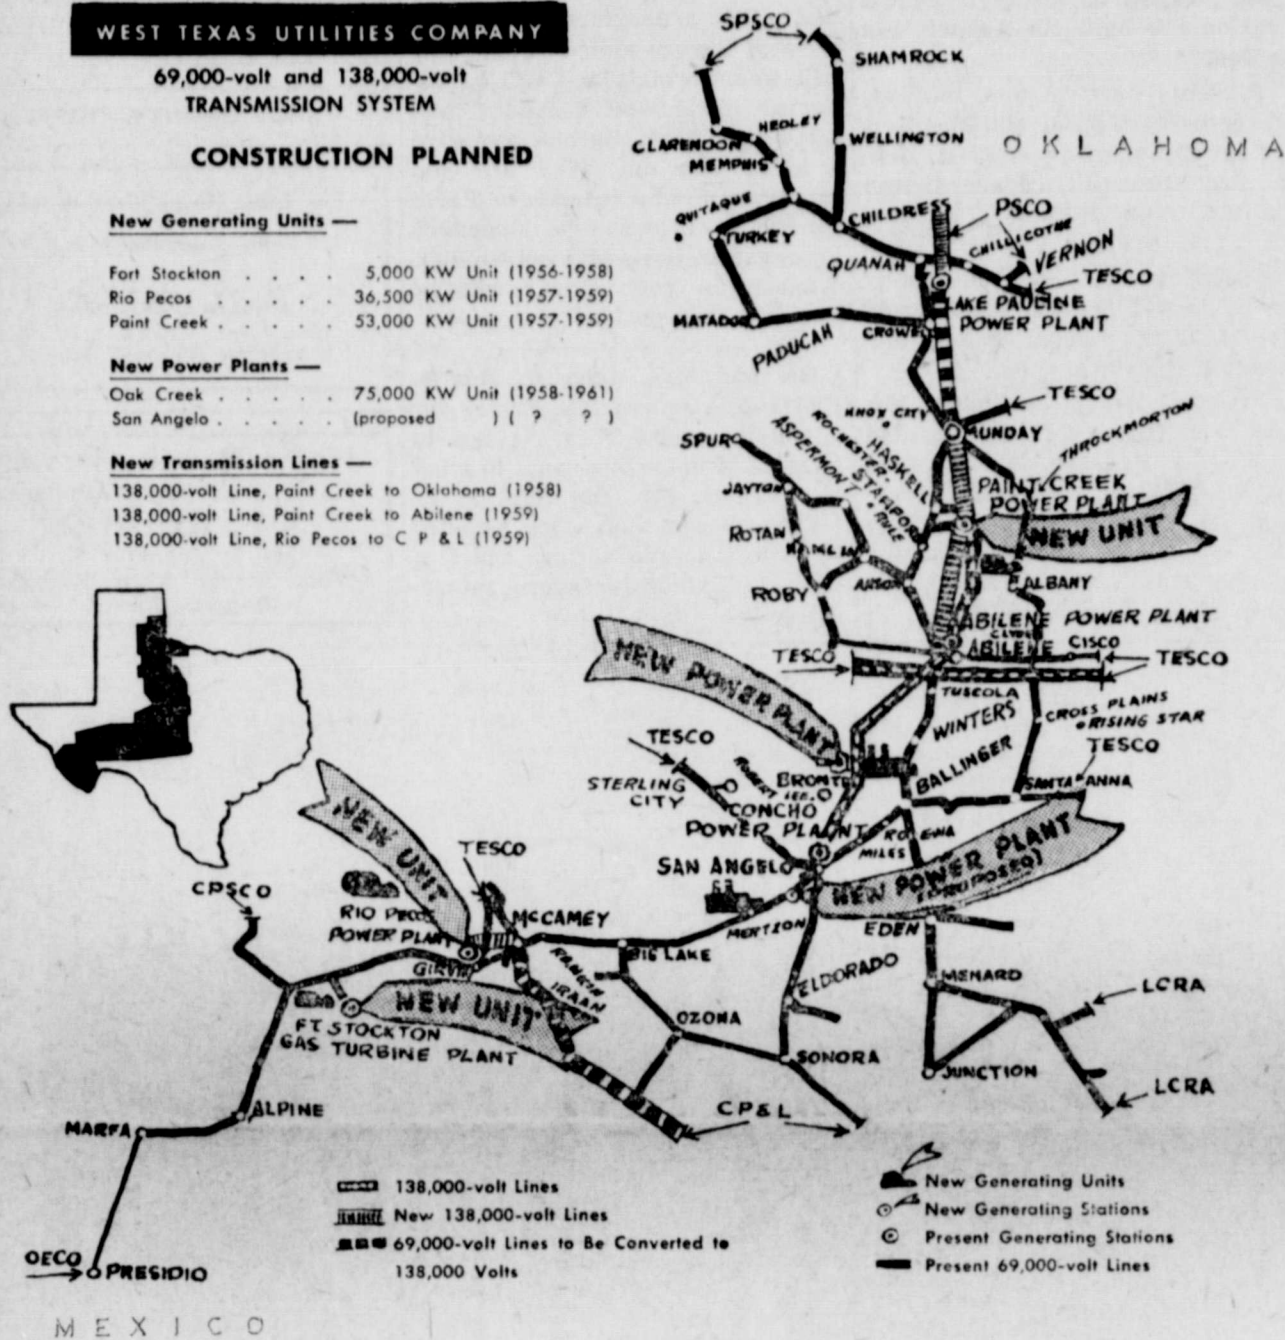 WEST TEXAS UTILITIES COMPANY
69,000-volt and 138,000-volt
TRANSMISSION SYSTEM
CONSTRUCTION PLANNED
New Generating Units —
Fort Stockton . . . . 5,000 KW Unit (1956-1958)
Rio Pecos . . . . . 36,500 KW Unit (1957-1959)
Paint Creek . . . . . 53,000 KW Unit (1957-1959)
New Power Plants —
Oak Creek . . . . . 75,000 KW Unit (1958-1961)
San Angelo . . . . . (proposed ) ( ? ? )
New Transmission Lines —
138,000-volt Line, Paint Creek to Oklahoma (1958)
138,000-volt Line, Paint Creek to Abilene (1959)
138,000-volt Line, Rio Pecos to C P & L (1959)
SPSCO
SHAMROCK
HEDLEY
CLARENDON
MEMPHIS
WELLINGTON
OKLAHOMA
QUITAQUE
TURKEY
CHILDRESS
PSCO
CHILLICOTHE
VERNON
QUANAH
TESCO
LAKE PAULINE
POWER PLANT
MATADOR
PADUCAH
CROWELL
TESCO
KNOX CITY
MUNDAY
THROCKMORTON
SPUR
ROCHESTER
ASPERMONT
HASKELL
STAMFORD
RULE
JAYTON
PAINT CREEK
POWER PLANT
NEW UNIT
ROTAN
HAMLIN
ROBY
ANSON
ALBANY
ABILENE POWER PLANT
CLYDE
ABILENE
CISCO
TESCO
TESCO
NEW POWER PLANT
TUSCOLA
WINTERS
CROSS PLAINS
RISING STAR
TESCO
TESCO
STERLING
CITY
ROBERT LEE
BRONTE
BALLINGER
SANTA ANNA
CONCHO
POWER PLANT
ROWENA
MILES
NEW POWER PLANT
(PROPOSED)
SAN ANGELO
NEW UNIT
TESCO
CPSCO
RIO PECOS
POWER PLANT
McCAMEY
MERTZON
EDEN
GIRVIN
RANKIN
IRAAN
BIG LAKE
ELDORADO
MENARD
LCRA
NEW UNIT
FT STOCKTON
GAS TURBINE PLANT
OZONA
SONORA
JUNCTION
LCRA
ALPINE
CP&L
MARFA
OECO
PRESIDIO
MEXICO
138,000-volt Lines
New 138,000-volt Lines
69,000-volt Lines to Be Converted to
138,000 Volts
New Generating Units
New Generating Stations
Present Generating Stations
Present 69,000-volt Lines